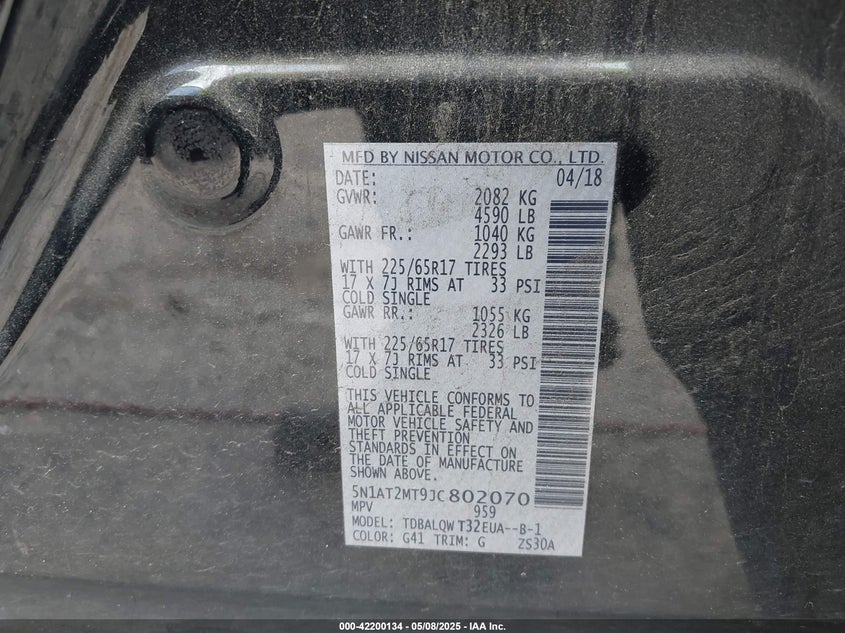 MFD BY NISSAN MOTOR CO., LTD.
DATE: 04/18
GVWR: 2082 KG
4590 LB
GAWR FR.: 1040 KG
2293 LB
WITH 225/65R17 TIRES
17 X 7J RIMS AT 33 PSI
COLD SINGLE
GAWR RR.: 1055 KG
2326 LB
WITH 225/65R17 TIRES
17 X 7J RIMS AT 33 PSI
COLD SINGLE
THIS VEHICLE CONFORMS TO
ALL APPLICABLE FEDERAL
MOTOR VEHICLE SAFETY AND
THEFT PREVENTION
STANDARDS IN EFFECT ON
THE DATE OF MANUFACTURE
SHOWN ABOVE.
5N1AT2MT9JC802070
MPV 959
MODEL: TDBALQW T32EUA--B-1
COLOR: G41 TRIM: G ZS30A
000-42200134 - 05/08/2025 - IAA Inc.